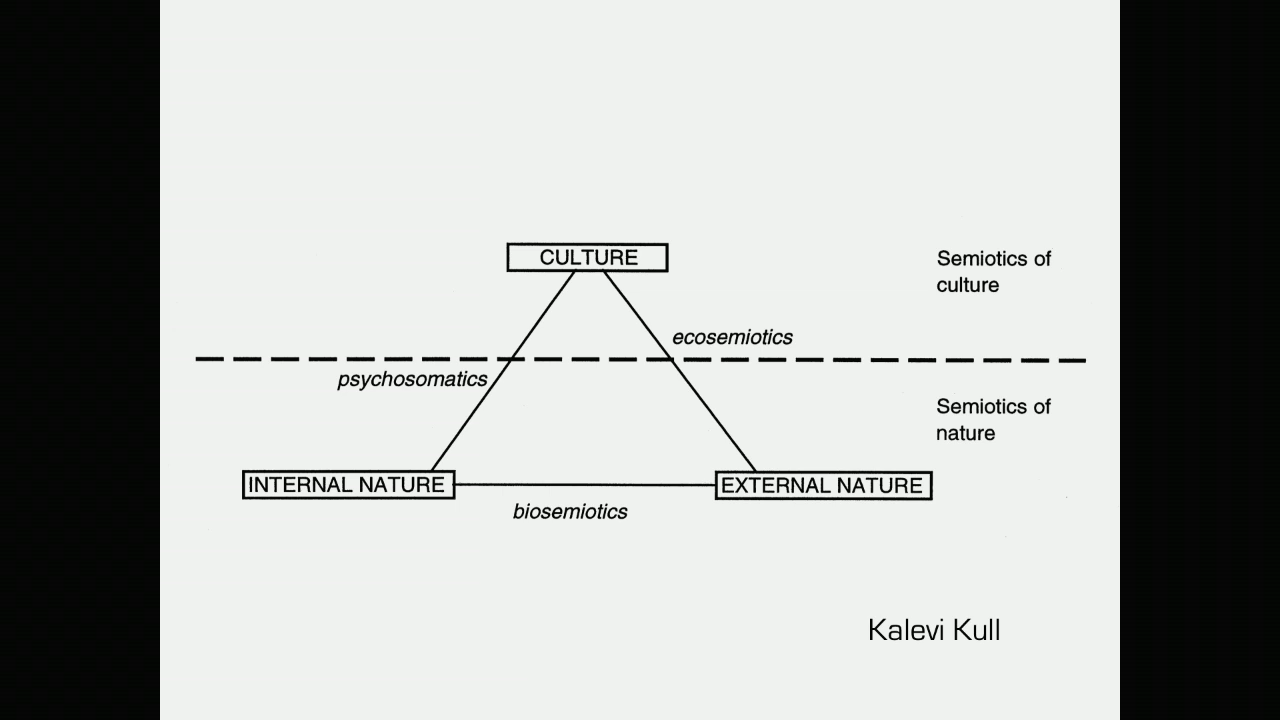 CULTURE
Semiotics of
culture
ecosemiotics
psychosomatics
Semiotics of
nature
INTERNAL NATURE
EXTERNAL NATURE
biosemiotics
Kalevi Kull